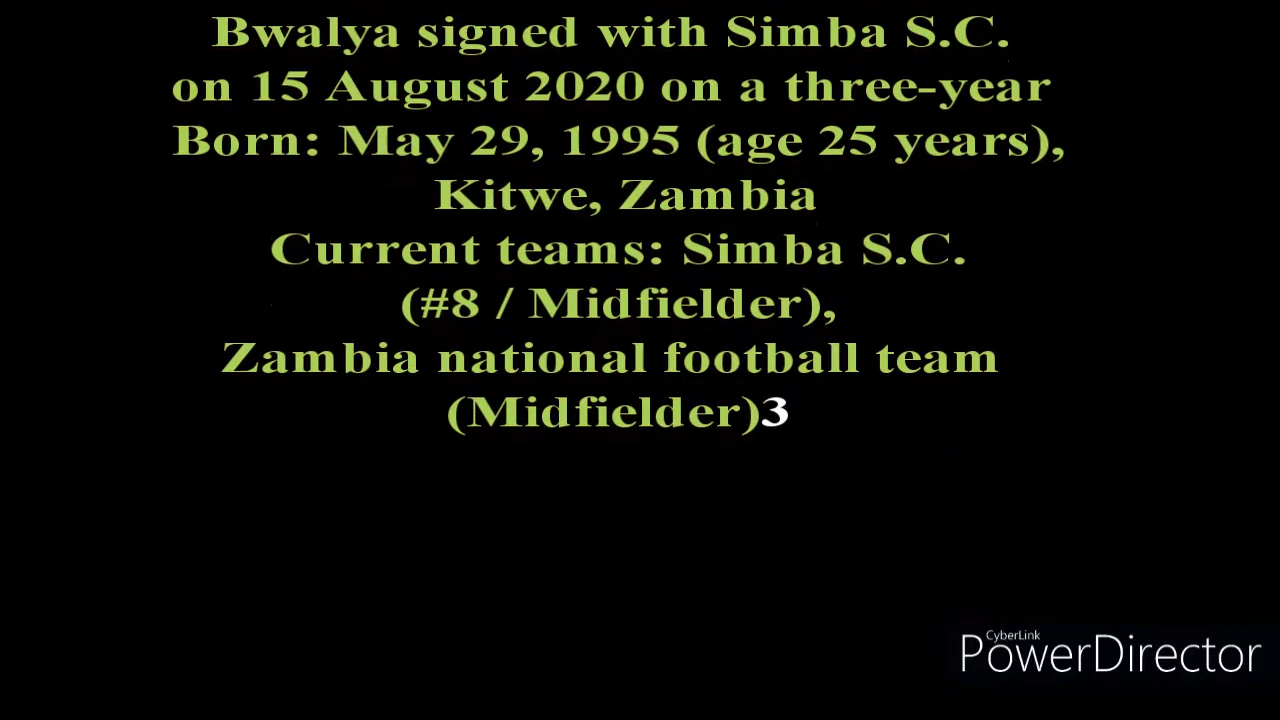 Bwalya signed with Simba S.C.
on 15 August 2020 on a three-year
Born: May 29, 1995 (age 25 years),
Kitwe, Zambia
Current teams: Simba S.C.
(#8 / Midfielder),
Zambia national football team
(Midfielder)3
CyberLink
PowerDirector